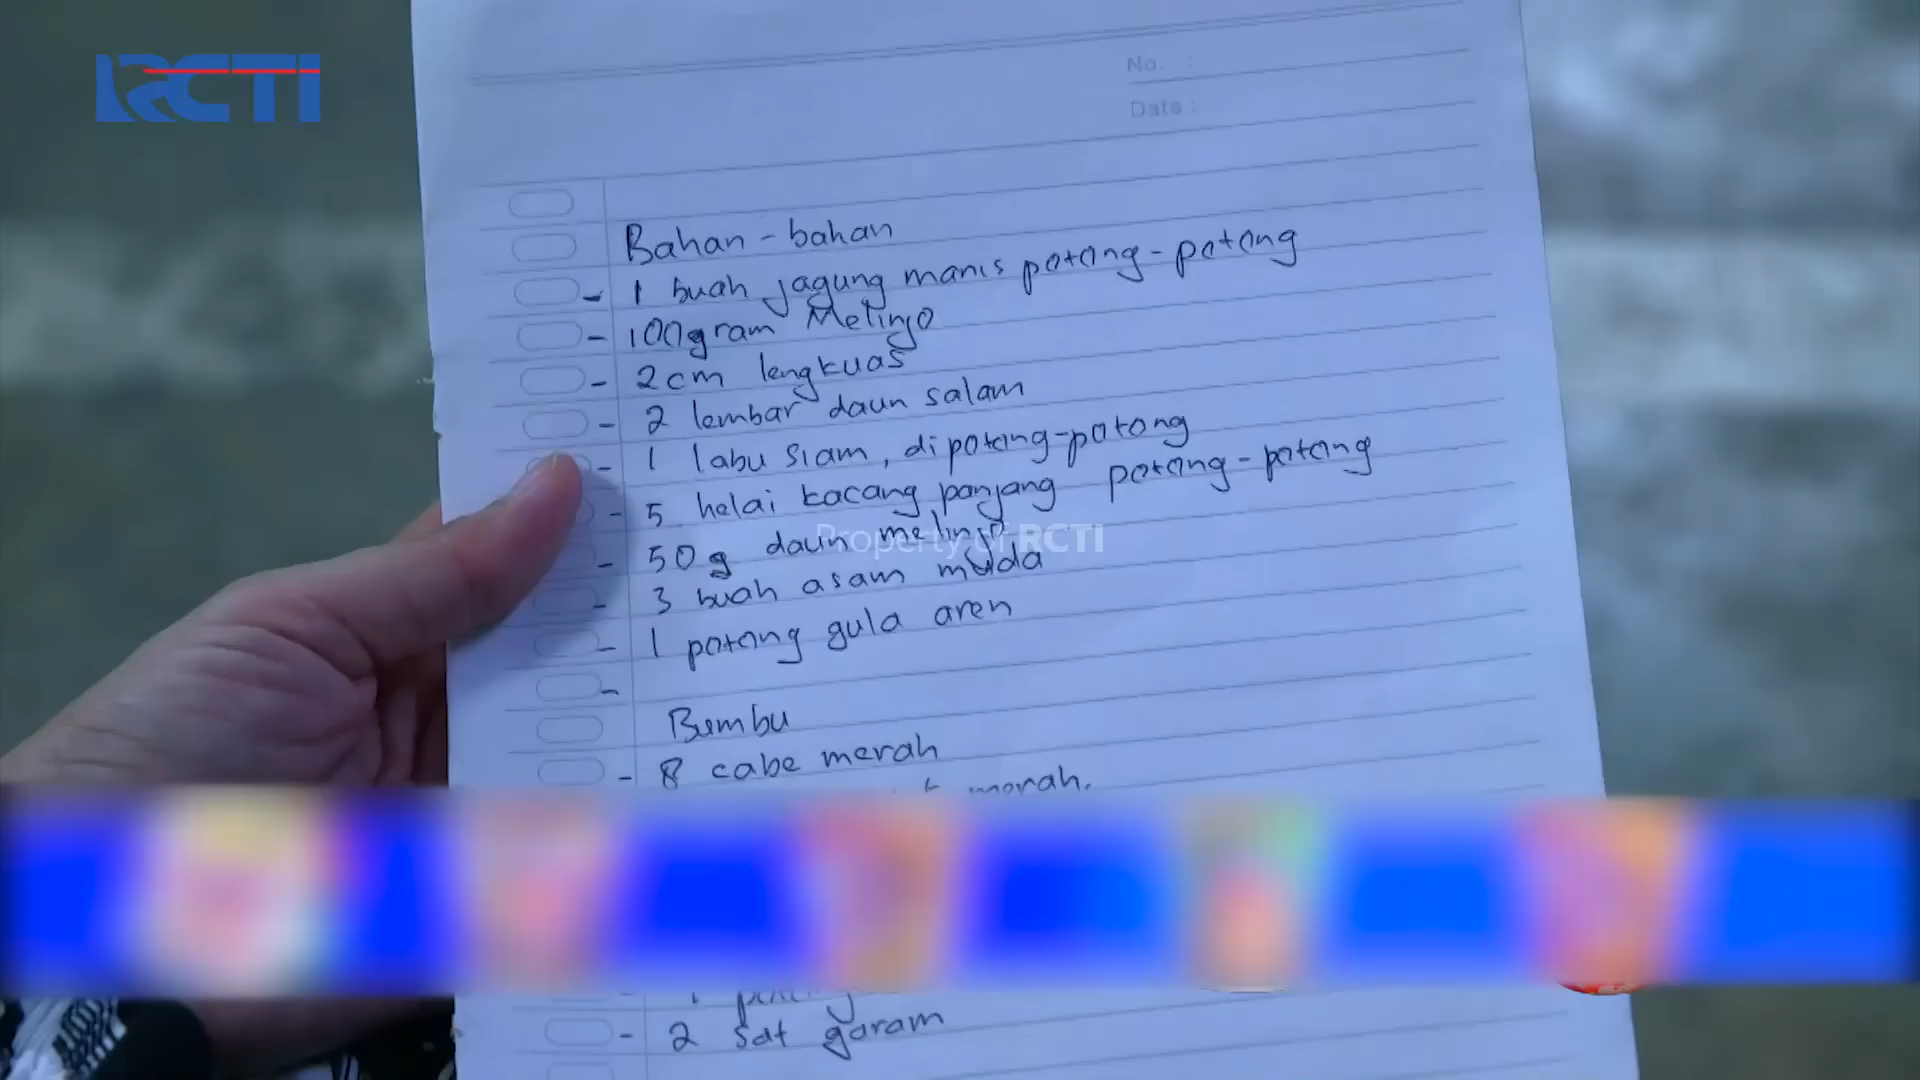 RCTI
No. :
Date :
Bahan - bahan
- 1 buah jagung manis potong - potong
- 100gram Melinjo
- 2cm lengkuas
- 2 lembar daun salam
- 1 labu siam, dipotong-potong
- 5 helai kacang panjang potong - potong
- 50g daun melinjo
- 3 buah asam muda
- 1 potong gula aren
-
Bumbu
- 8 cabe merah
merah.
- 2 sdt garam
Property of RCTI